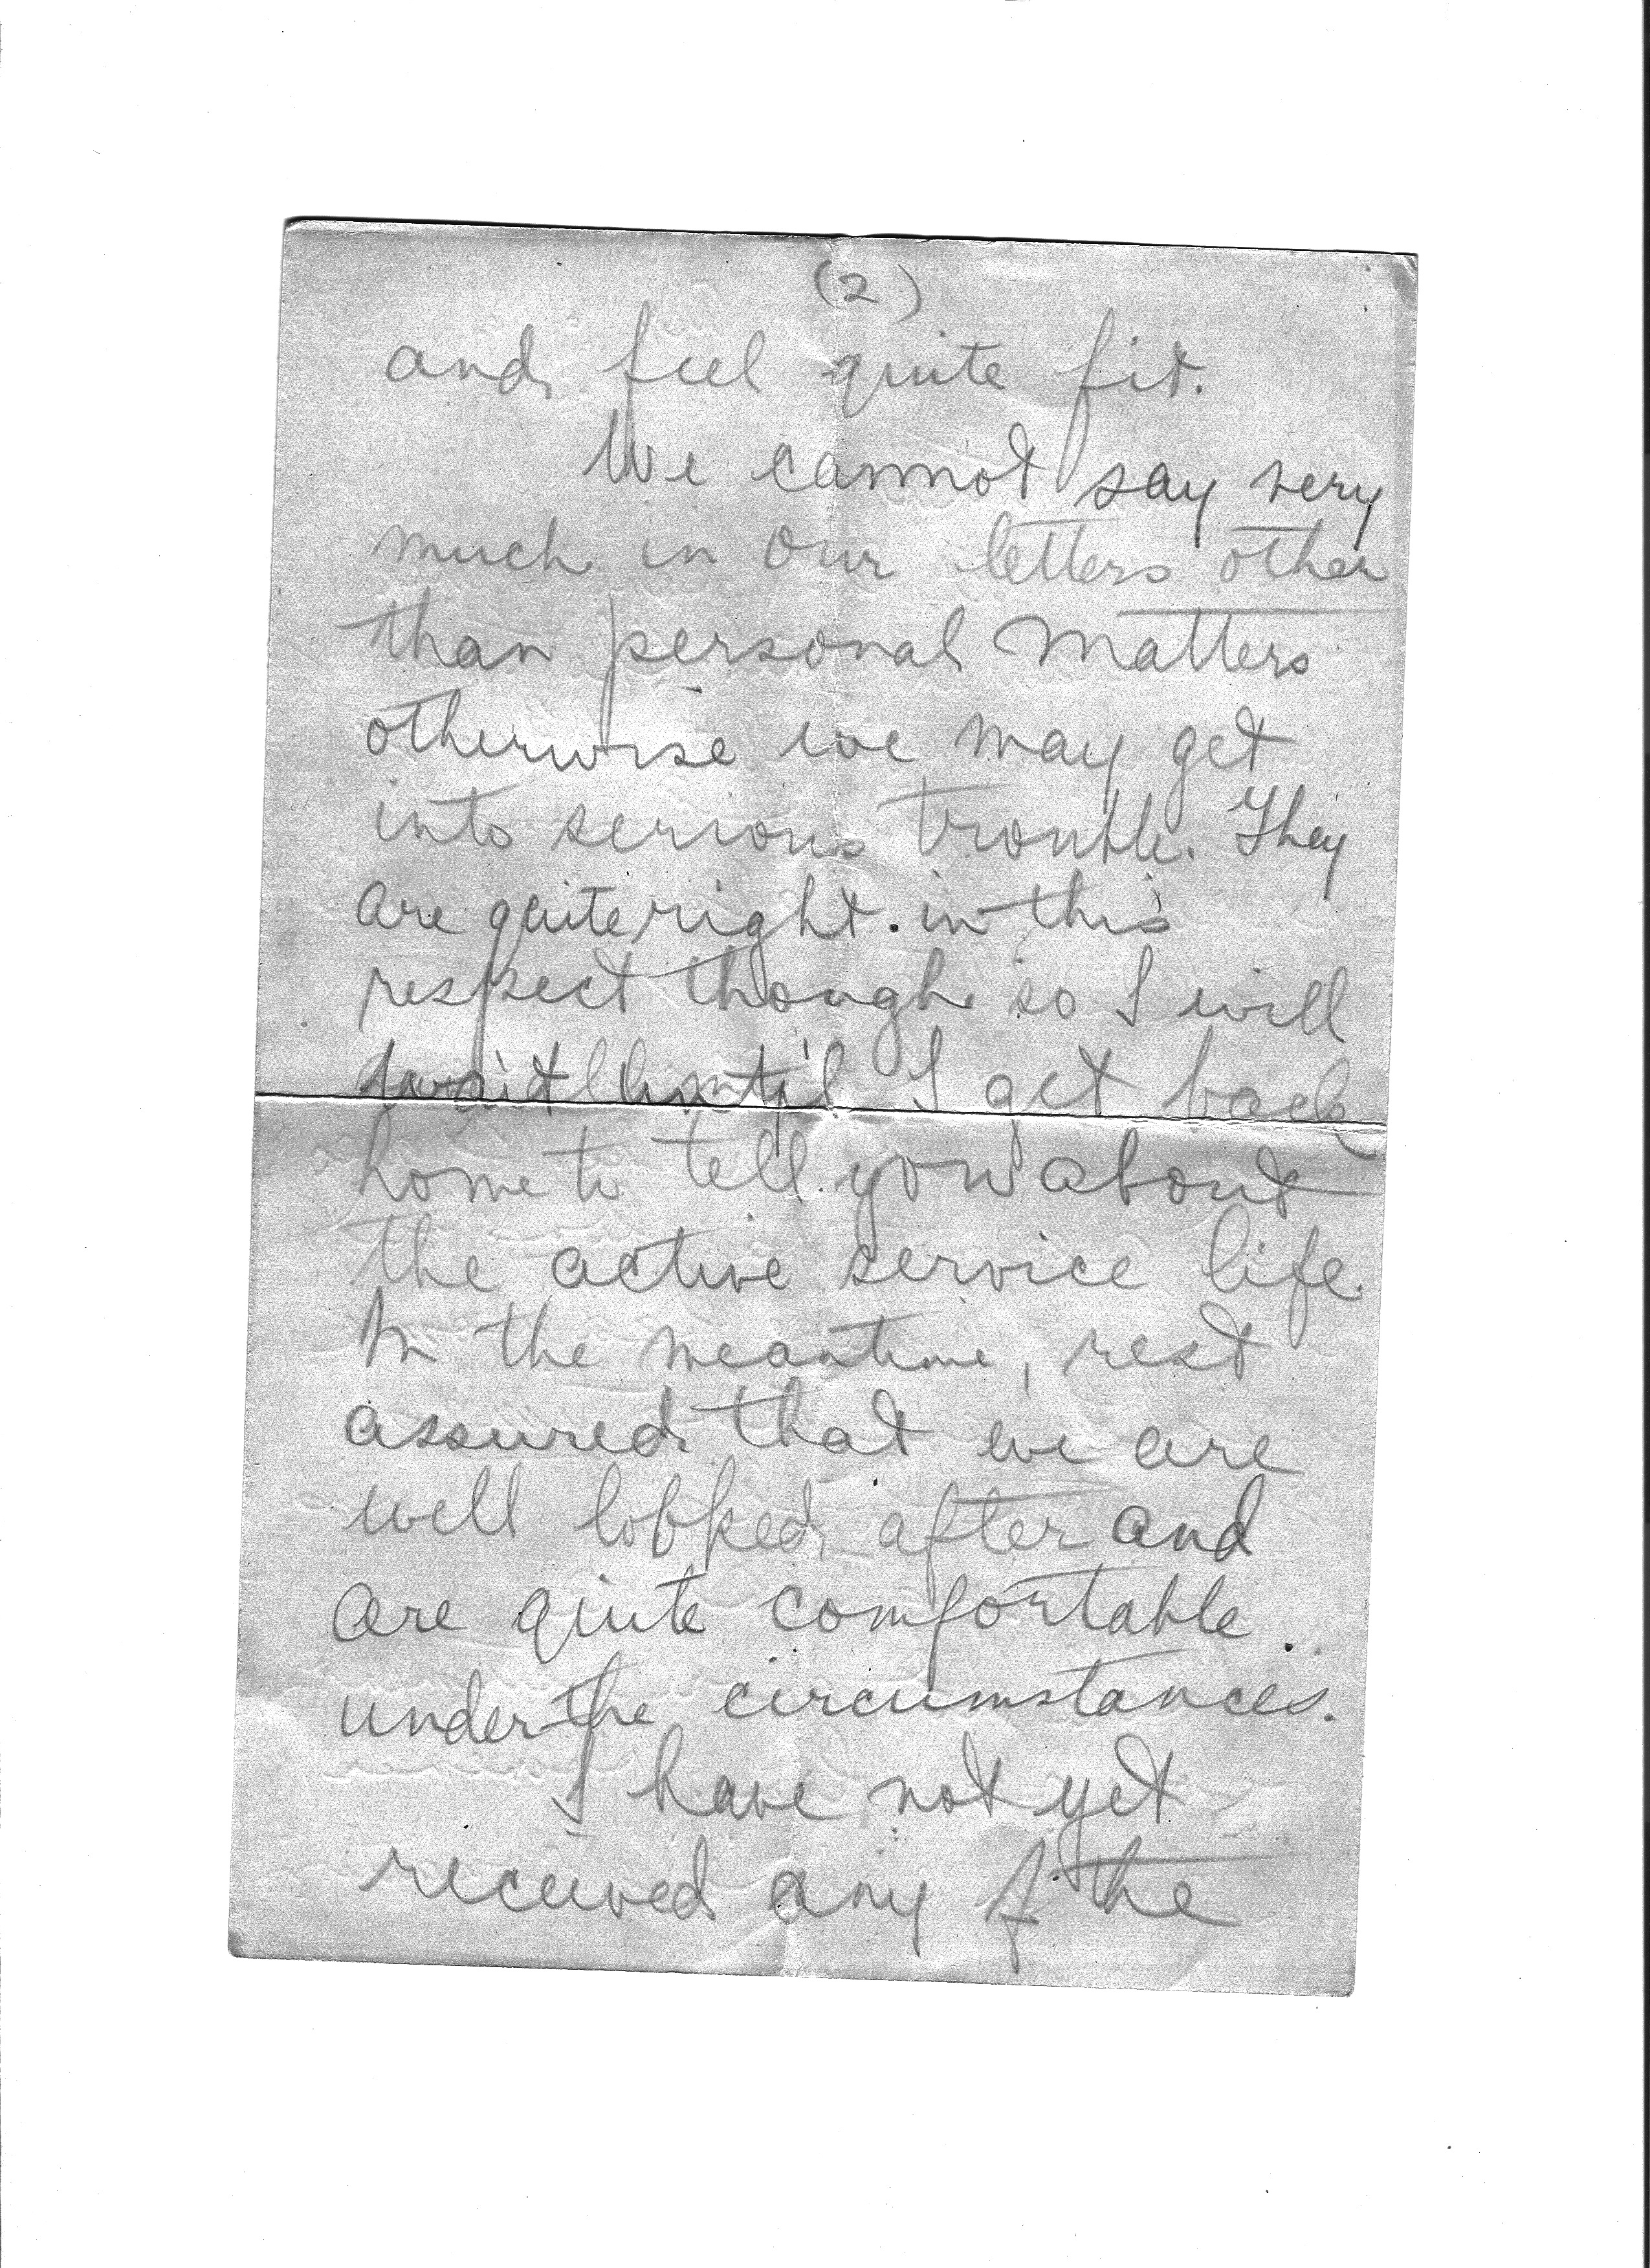 (2)
and feel quite fit.
We cannot say very
much in our letters other
than personal matters
otherwise we may get
into serious trouble. They
are quite right in this
respect though so I will
wait until I get back
home to tell you about
the active service life.
In the meantime, rest
assured that we are
well looked after and
are quite comfortable
under the circumstances.
I have not yet
received any of the